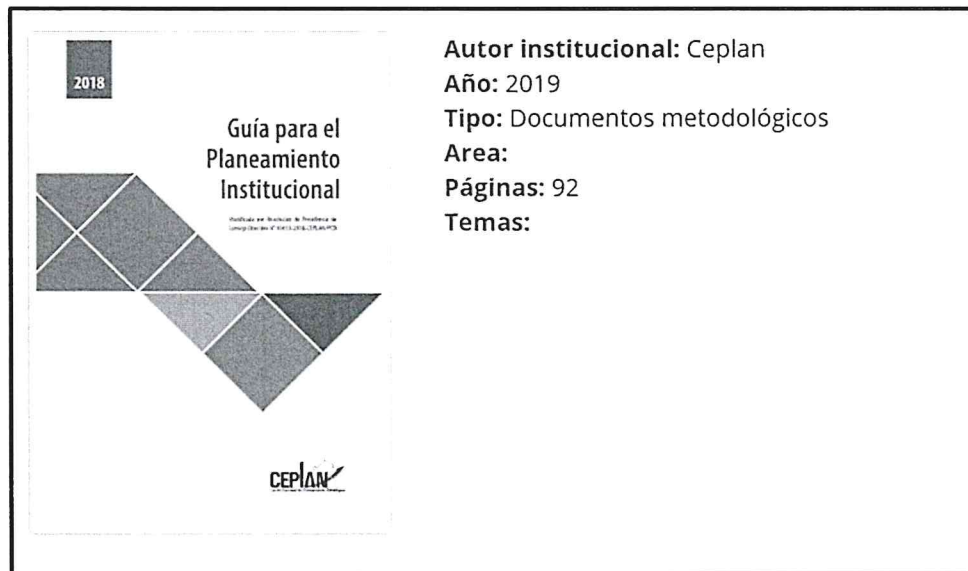 2018
Guía para el
Planeamiento
Institucional
CEPLAN
Autor institucional: Ceplan
Año: 2019
Tipo: Documentos metodológicos
Area:
Páginas: 92
Temas: